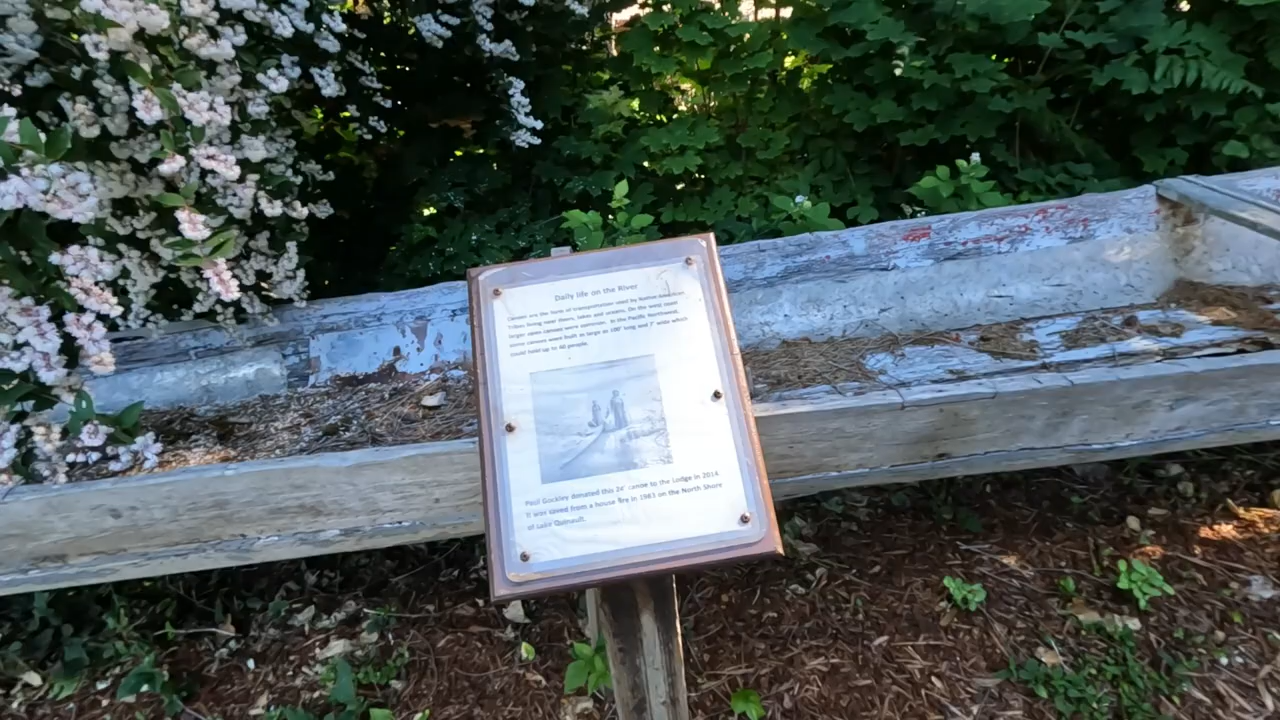 Daily life on the River
Canoes are the form of transportation used by Native American
Tribes living near rivers, lakes and oceans. On the west coast
larger open canoes were common. In the Pacific Northwest,
some canoes were built as large as 100' long and 7' wide which
could hold up to 60 people.
Paul Gockley donated this 24' canoe to the Lodge in 2014.
It was saved from a house fire in 1983 on the North Shore
of Lake Quinault.